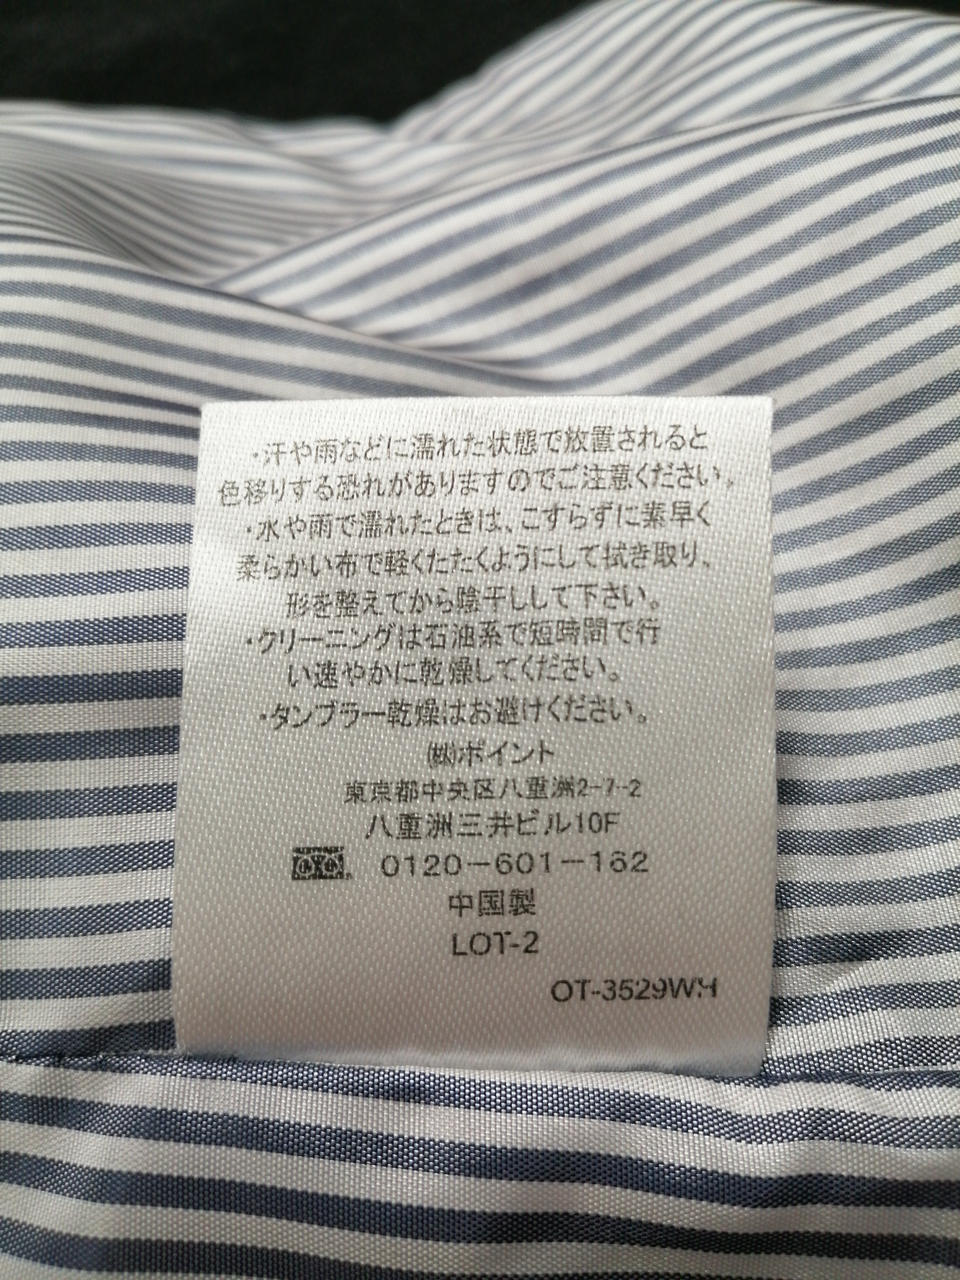 ・汗や雨などに濡れた状態で放置されると
色移りする恐れがありますのでご注意ください。
・水や雨で濡れたときは、こすらずに素早く
柔らかい布で軽くたたくようにして拭き取り、
形を整えてから陰干しして下さい。
・クリーニングは石油系で短時間で行
い速やかに乾燥してください。
・タンブラー乾燥はお避けください。
㈱ポイント
東京都中央区八重洲2-7-2
八重洲三井ビル10F
0120－601－162
中国製
LOT-2
OT-3529WH